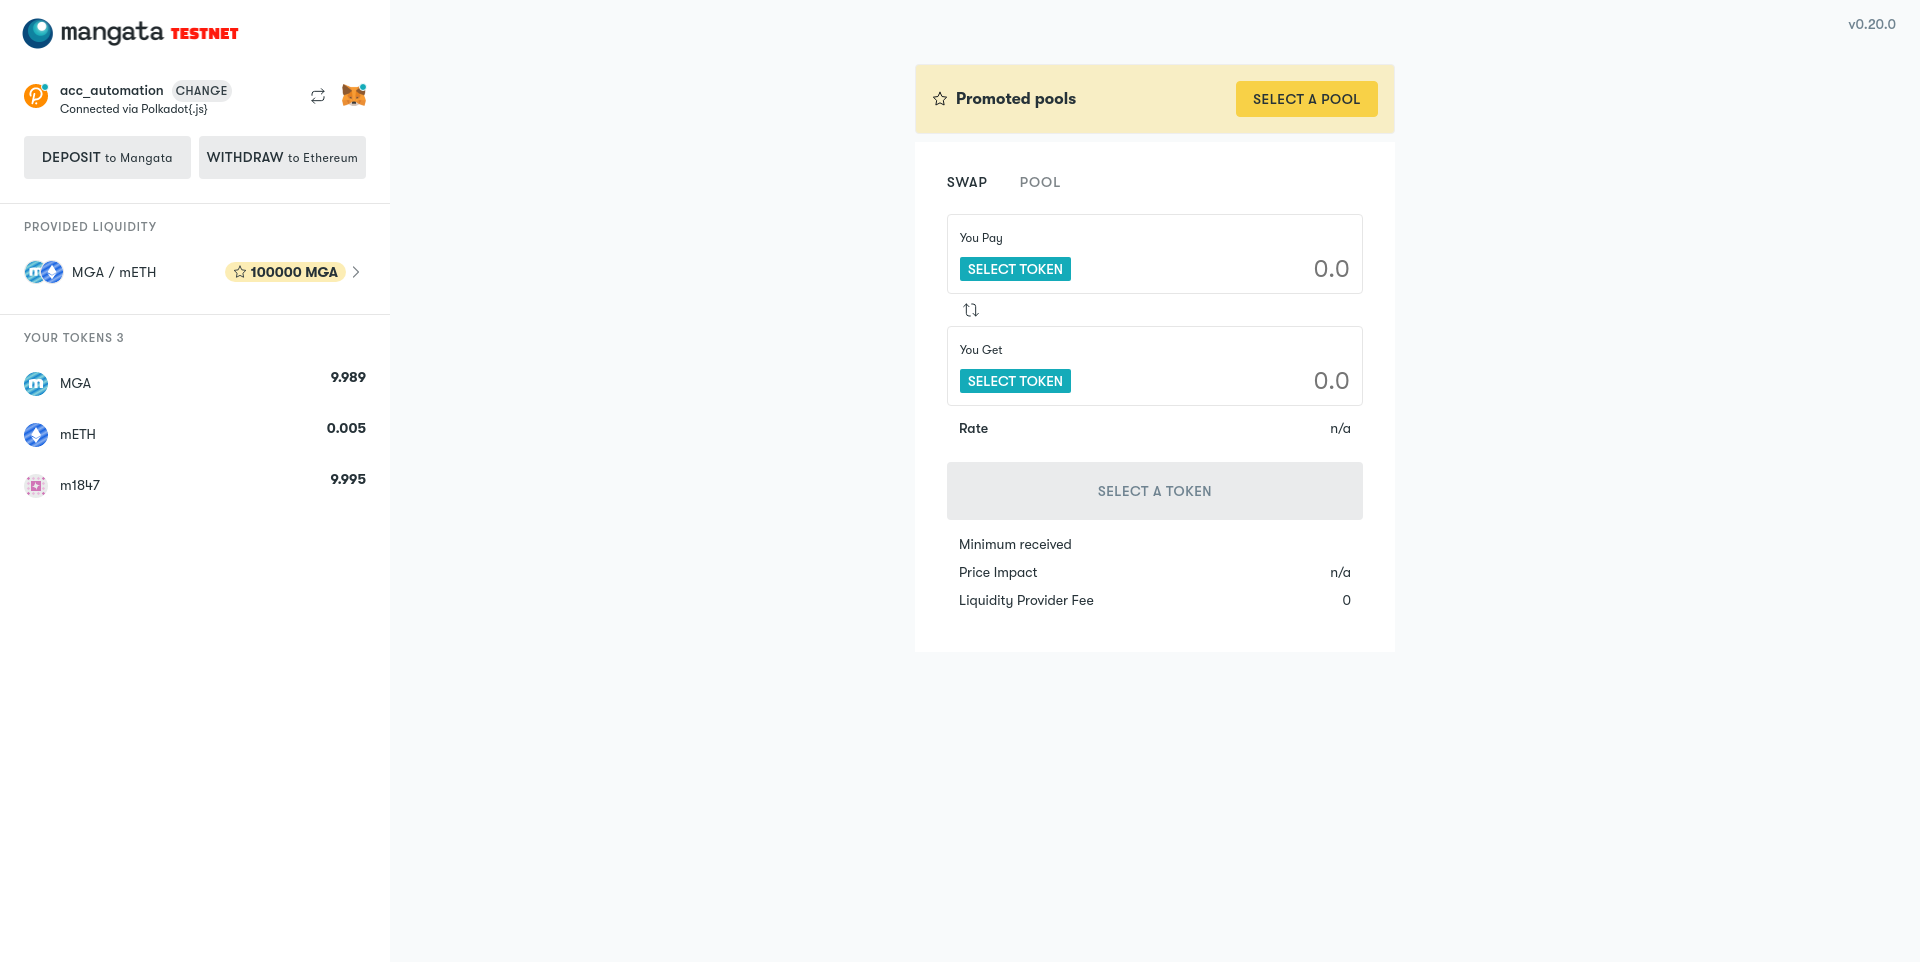 mangata TESTNET
v0.20.0
acc_automation CHANGE
Connected via Polkadot{.js}
DEPOSIT to Mangata
WITHDRAW to Ethereum
PROVIDED LIQUIDITY
MGA / mETH
100000 MGA
YOUR TOKENS 3
MGA
9.989
mETH
0.005
m1847
9.995
Promoted pools
SELECT A POOL
SWAP
POOL
You Pay
SELECT TOKEN
0.0
You Get
SELECT TOKEN
0.0
Rate
n/a
SELECT A TOKEN
Minimum received
Price Impact
n/a
Liquidity Provider Fee
0